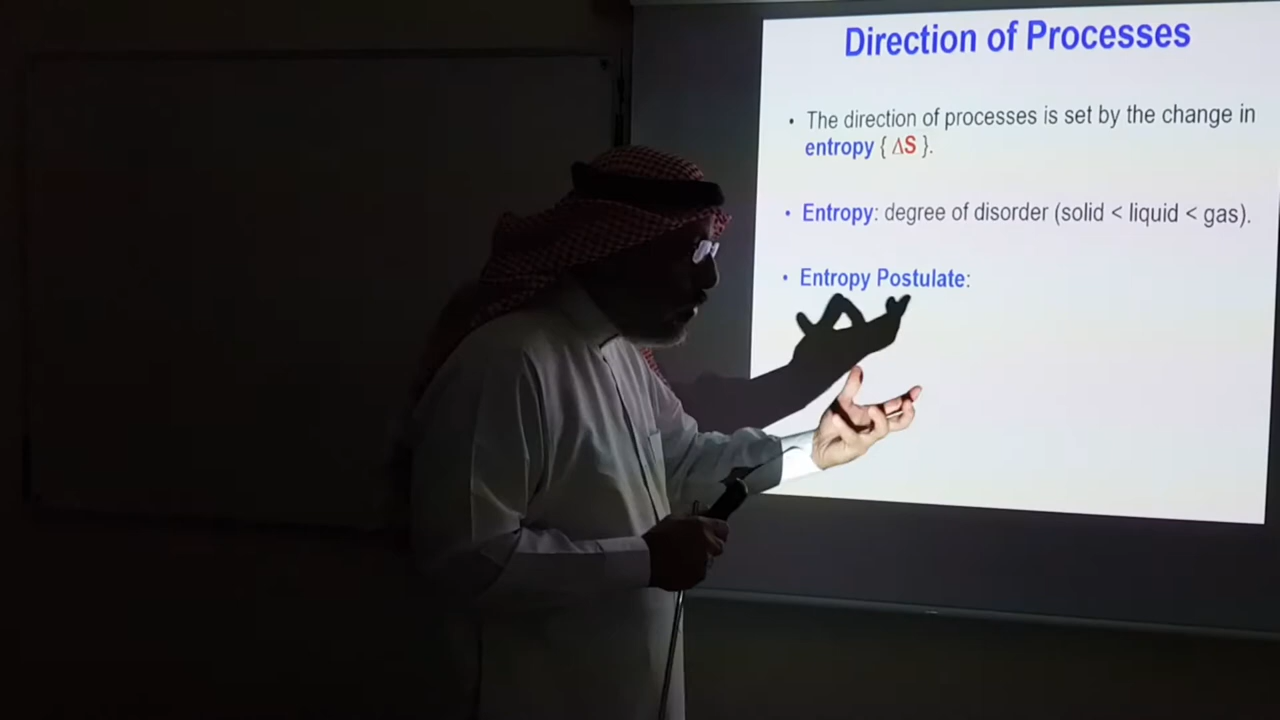 Direction of Processes
• The direction of processes is set by the change in
entropy { ΔS }.
• Entropy: degree of disorder (solid < liquid < gas).
• Entropy Postulate: